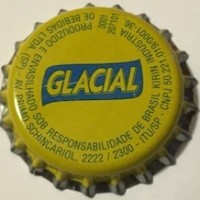 GLACIAL
PRODUZIDO E ENVASILHADO SOB RESPONSABILIDADE DE BRASIL KIRIN INDÚSTRIA
DE BEBIDAS LTDA. (SP) - AV. PRIMO SCHINCARIOL, 2222 / 2300 - ITU/SP - CNPJ 50.221.019/0001-36